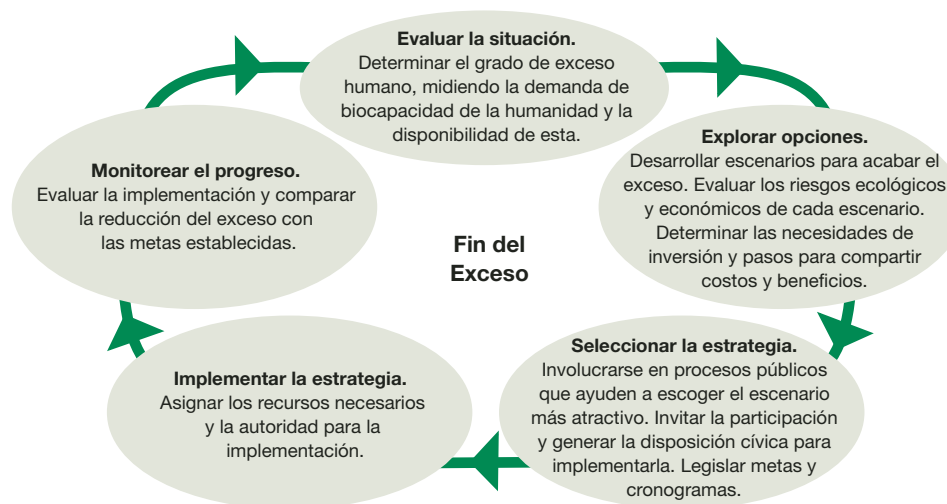 Evaluar la situación.
Determinar el grado de exceso
humano, midiendo la demanda de
biocapacidad de la humanidad y la
disponibilidad de esta.
Explorar opciones.
Desarrollar escenarios para acabar el
exceso. Evaluar los riesgos ecológicos
y económicos de cada escenario.
Determinar las necesidades de
inversión y pasos para compartir
costos y beneficios.
Seleccionar la estrategia.
Involucrarse en procesos públicos
que ayuden a escoger el escenario
más atractivo. Invitar la participación
y generar la disposición cívica para
implementarla. Legislar metas y
cronogramas.
Implementar la estrategia.
Asignar los recursos necesarios
y la autoridad para la
implementación.
Monitorear el progreso.
Evaluar la implementación y comparar
la reducción del exceso con
las metas establecidas.
Fin del
Exceso